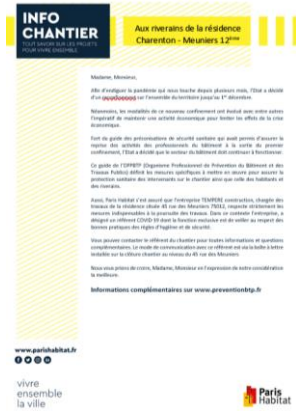 INFO
CHANTIER
TOUT SAVOIR SUR LES PROJETS
POUR VIVRE ENSEMBLE
Aux riverains de la résidence
Charenton - Meuniers 12ème
Madame, Monsieur,
Afin d'endiguer la pandémie qui nous touche depuis plusieurs mois, l'Etat a décidé
d'un sur l'ensemble du territoire jusqu'au 1er décembre.
Néanmoins, les modalités de ce nouveau confinement ont évolué avec entre autres
l'impératif de maintenir une activité économique pour limiter les effets de la crise
économique.
Fort du guide des préconisations de sécurité sanitaire qui avait permis d'assurer la
reprise des activités des professionnels du bâtiment à la sortie du premier
confinement, l'Etat a décidé que le secteur du bâtiment doit continuer à fonctionner.
Ce guide de l'OPPBTP (Organisme Professionnel de Prévention du Bâtiment et des
Travaux Publics) définit les mesures spécifiques à mettre en œuvre pour assurer la
protection sanitaire des intervenants sur le chantier ainsi que celle des habitants et
des riverains.
Aussi, Paris Habitat s'est assuré que l'entreprise TEMPERE construction, chargée des
travaux de la résidence située 45 rue des Meuniers 75012, respecte strictement les
mesures indispensables à la poursuite des travaux. Dans ce contexte l'entreprise, a
désigné un référent COVID-19 dont la fonction exclusive est de veiller au respect des
bonnes pratiques des règles d'hygiène et de sécurité.
Vous pouvez contacter le référent du chantier pour toutes informations et questions
complémentaires. Le mode de communication avec ce référent est via la boîte à lettre
installée sur la clôture chantier au niveau du 45 rue des Meuniers
Nous vous prions de croire, Madame, Monsieur en l'expression de notre considération
la meilleure.
Informations complémentaires sur www.preventionbtp.fr
www.parishabitat.fr
vivre
ensemble
la ville
Paris
Habitat